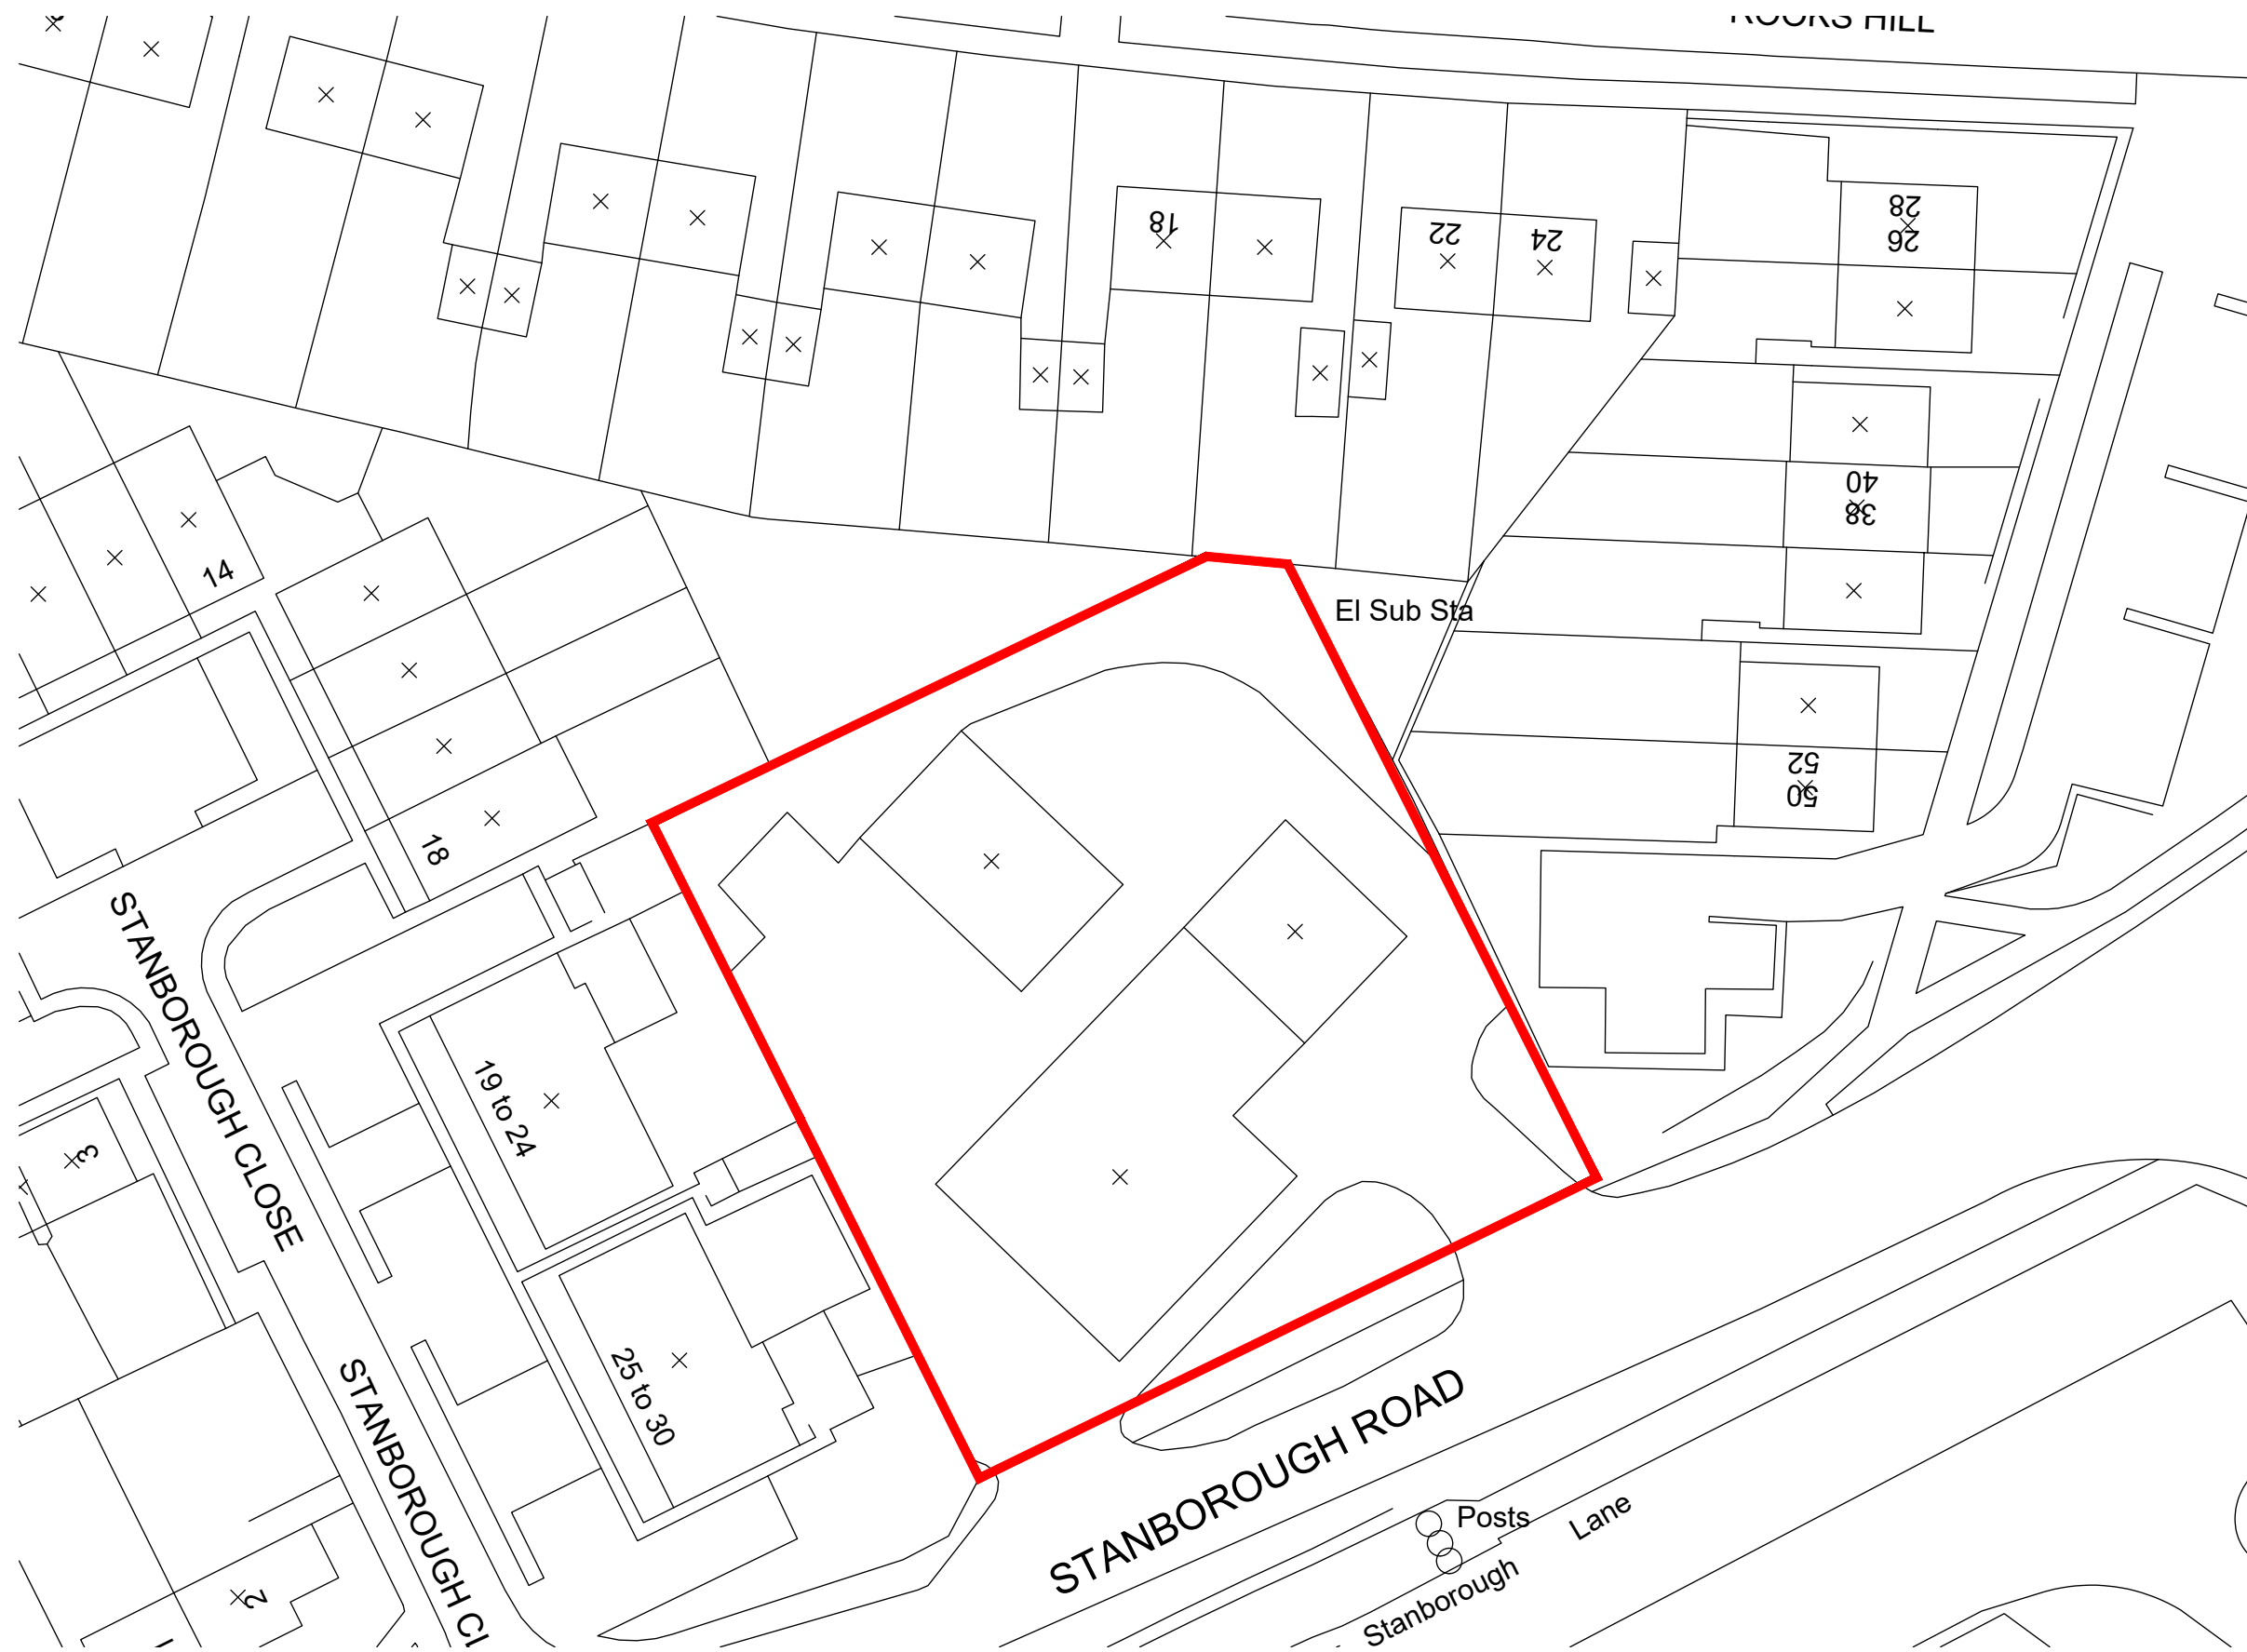 ROOKS HILL
28
26
18
22
24
40
38
El Sub Sta
14
52
50
18
STANBOROUGH CLOSE
19 to 24
3
25 to 30
STANBOROUGH CL
STANBOROUGH ROAD
Posts
Lane
Stanborough
2